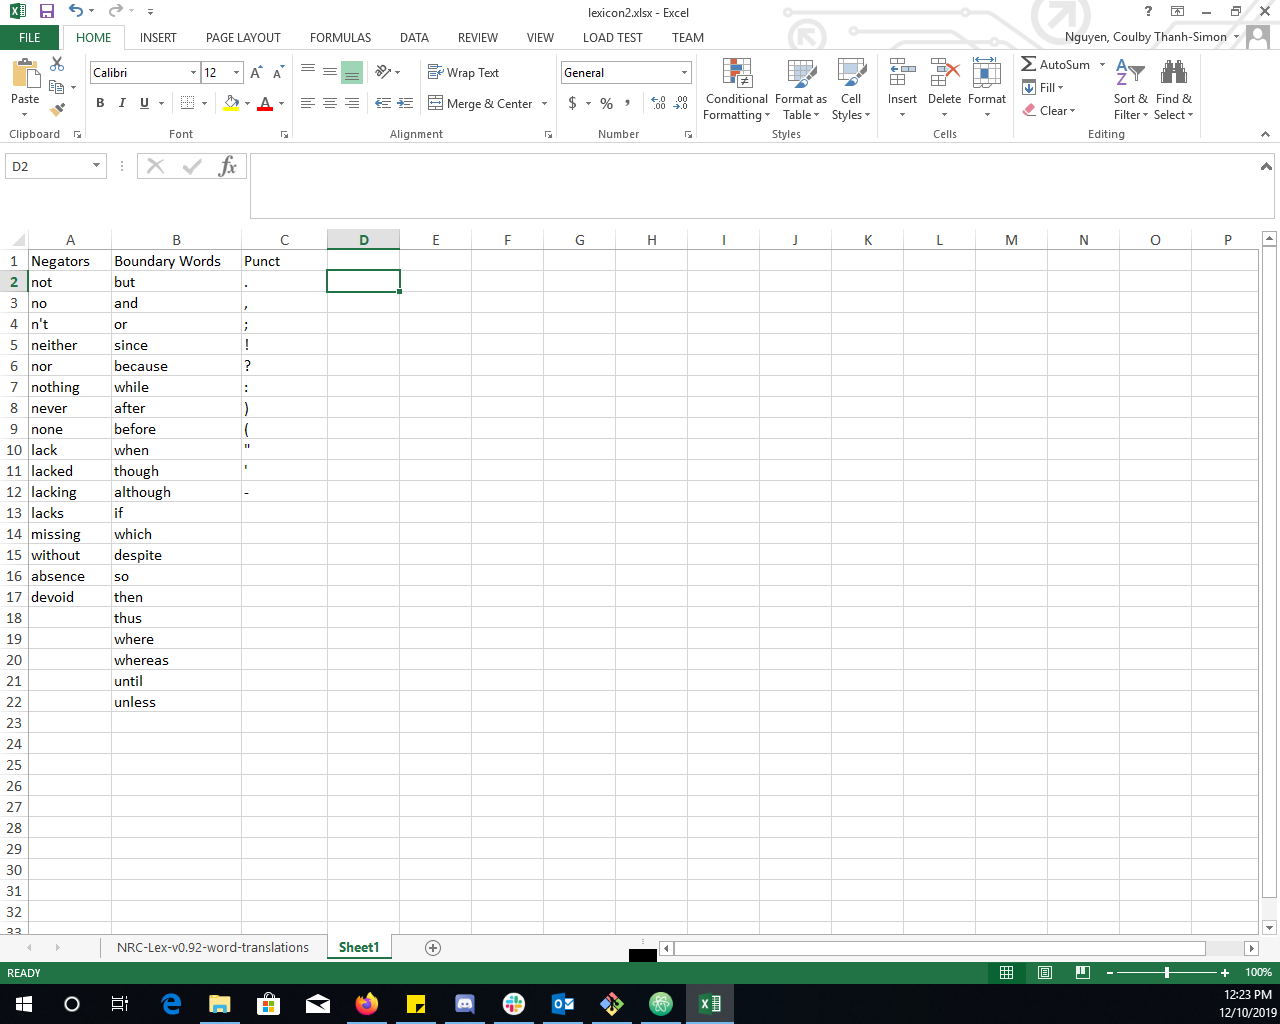 lexicon2.xlsx - Excel
FILE HOME INSERT PAGE LAYOUT FORMULAS DATA REVIEW VIEW LOAD TEST TEAM
Nguyen, Coulby Thanh-Simon
Paste
Calibri 12
B I U A
Wrap Text
Merge & Center
General
$ % ,
Conditional Formatting
Format as Table
Cell Styles
Insert Delete Format
AutoSum
Fill
Clear
Sort & Filter
Find & Select
Clipboard Font Alignment Number Styles Cells Editing
D2 fx
A B C D E F G H I J K L M N O P
1 Negators Boundary Words Punct
2 not but .
3 no and ,
4 n't or ;
5 neither since !
6 nor because ?
7 nothing while :
8 never after )
9 none before (
10 lack when "
11 lacked though '
12 lacking although -
13 lacks if
14 missing which
15 without despite
16 absence so
17 devoid then
18 thus
19 where
20 whereas
21 until
22 unless
23
24
25
26
27
28
29
30
31
32
33
NRC-Lex-v0.92-word-translations Sheet1
READY 100%
12:23 PM
12/10/2019